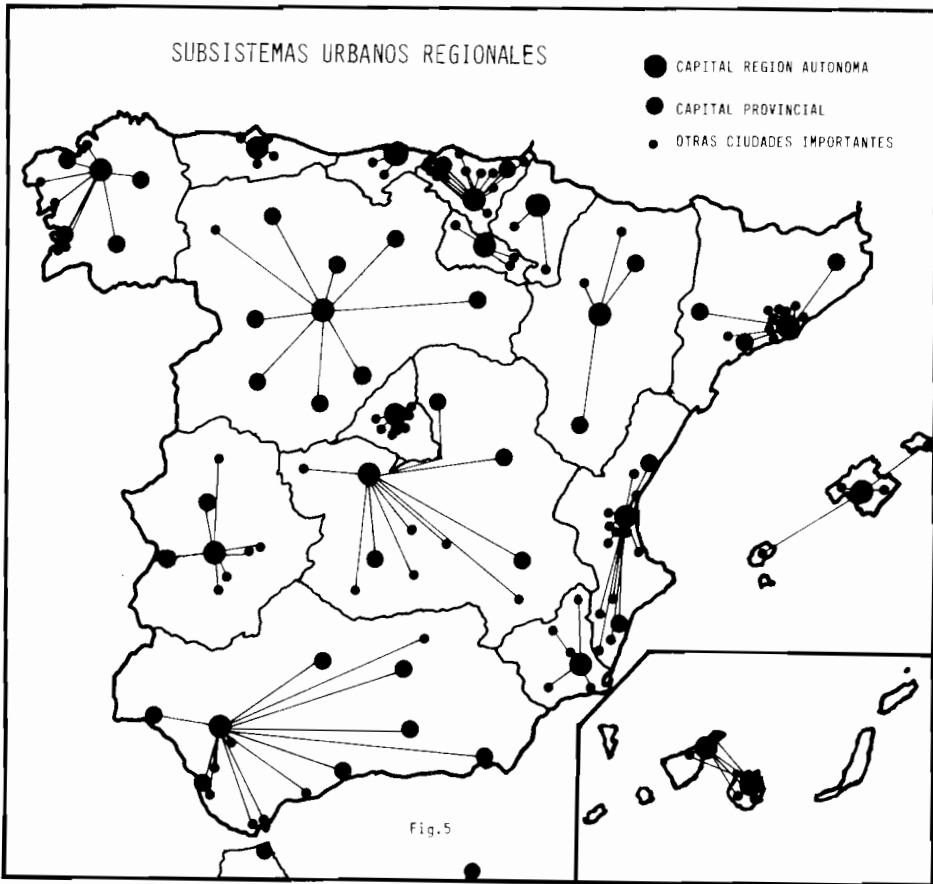 SUBSISTEMAS URBANOS REGIONALES
CAPITAL REGION AUTONOMA
CAPITAL PROVINCIAL
OTRAS CIUDADES IMPORTANTES
Fig.5